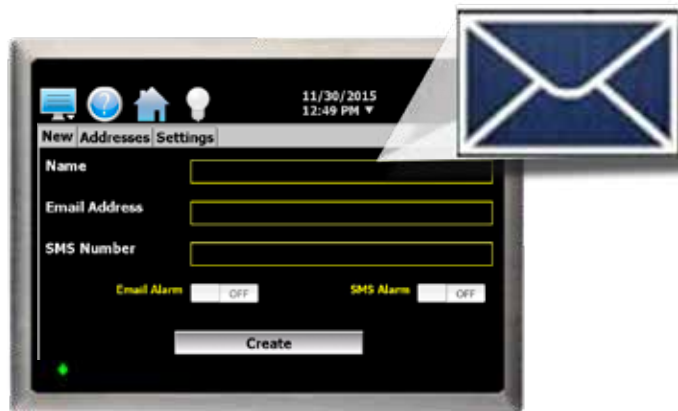 11/30/2015
12:49 PM ▼
New Addresses Settings
Name
Email Address
SMS Number
Email Alarm OFF SMS Alarm OFF
Create